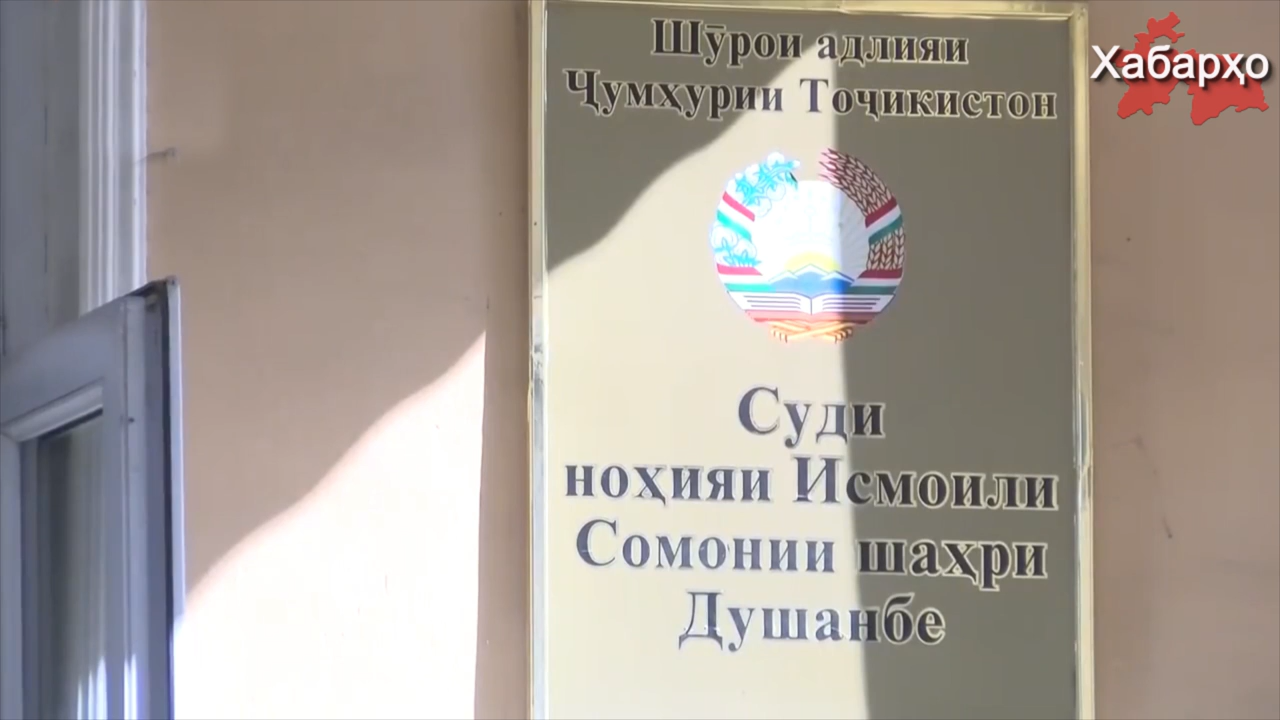 Шӯрои адлияи
Ҷумҳурии Тоҷикистон
Хабарҳо
Суди
ноҳияи Исмоили
Сомонии шаҳри
Душанбе